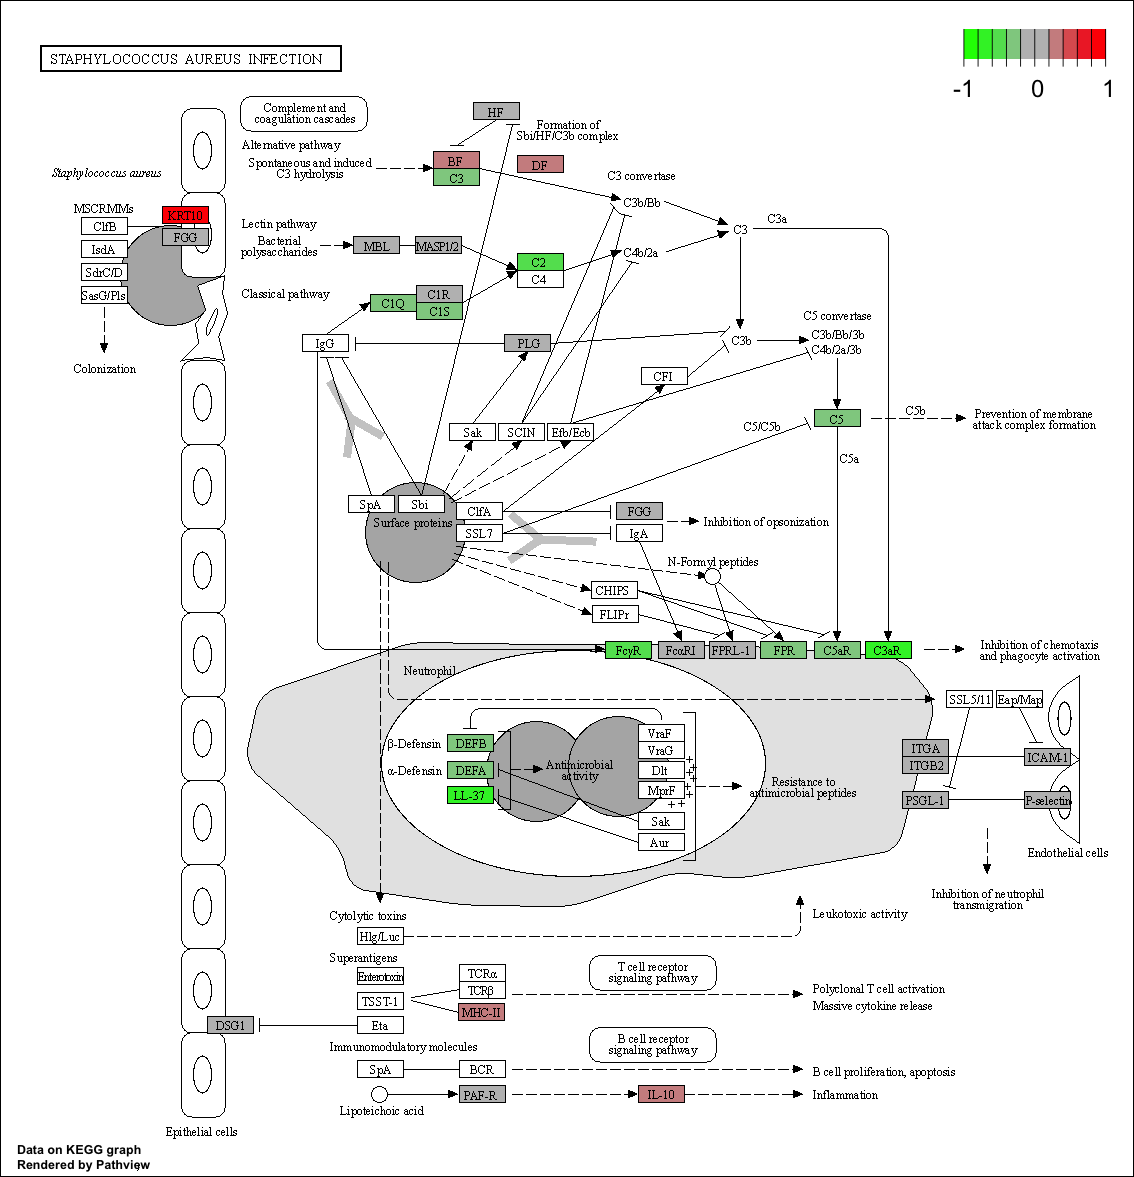 STAPHYLOCOCCUS AUREUS INFECTION
-1
0
1
Complement and
coagulation cascades
HF
Formation of
Sbi/HF/C3b complex
Alternative pathway
Spontaneous and induced
C3 hydrolysis
BF
C3
DF
C3 convertase
C3b/Bb
C3
C3a
Staphylococcus aureus
MSCRMMs
KRT10
FGG
ClfB
IsdA
SdrC/D
SasG/Pls
Colonization
Lectin pathway
Bacterial
polysaccharides
MBL
MASP1/2
C2
C4
C4b/2a
Classical pathway
C1Q
C1R
C1S
C5 convertase
C3b/Bb/3b
C4b/2a/3b
IgG
PLG
C3b
CFI
Sak
SCIN
Efb/Ecb
C5/C5b
C5
C5b
Prevention of membrane
attack complex formation
C5a
SpA
Sbi
Surface proteins
ClfA
SSL7
FGG
IgA
Inhibition of opsonization
N-Formyl peptides
CHIPS
FLIPr
FcγR
FcαRI
FPRL-1
FPR
C5aR
C3aR
Inhibition of chemotaxis
and phagocyte activation
Neutrophil
SSL5/11
Eap/Map
β-Defensin
DEFB
α-Defensin
DEFA
LL-37
Antimicrobial
activity
VraF
VraG
Dlt
MprF
Sak
Aur
+
+
+
+
+
+
+
+ +
Resistance to
antimicrobial peptides
ITGA
ITGB2
ICAM-1
PSGL-1
P-selectin
Endothelial cells
Inhibition of neutrophil
transmigration
Cytolytic toxins
Hlg/Luc
Leukotoxic activity
Superantigens
Enterotoxin
TSST-1
Eta
DSG1
TCRα
TCRβ
MHC-II
T cell receptor
signaling pathway
Polyclonal T cell activation
Massive cytokine release
Immunomodulatory molecules
SpA
BCR
B cell receptor
signaling pathway
B cell proliferation, apoptosis
Lipoteichoic acid
PAF-R
IL-10
Inflammation
Epithelial cells
Data on KEGG graph
Rendered by Pathview